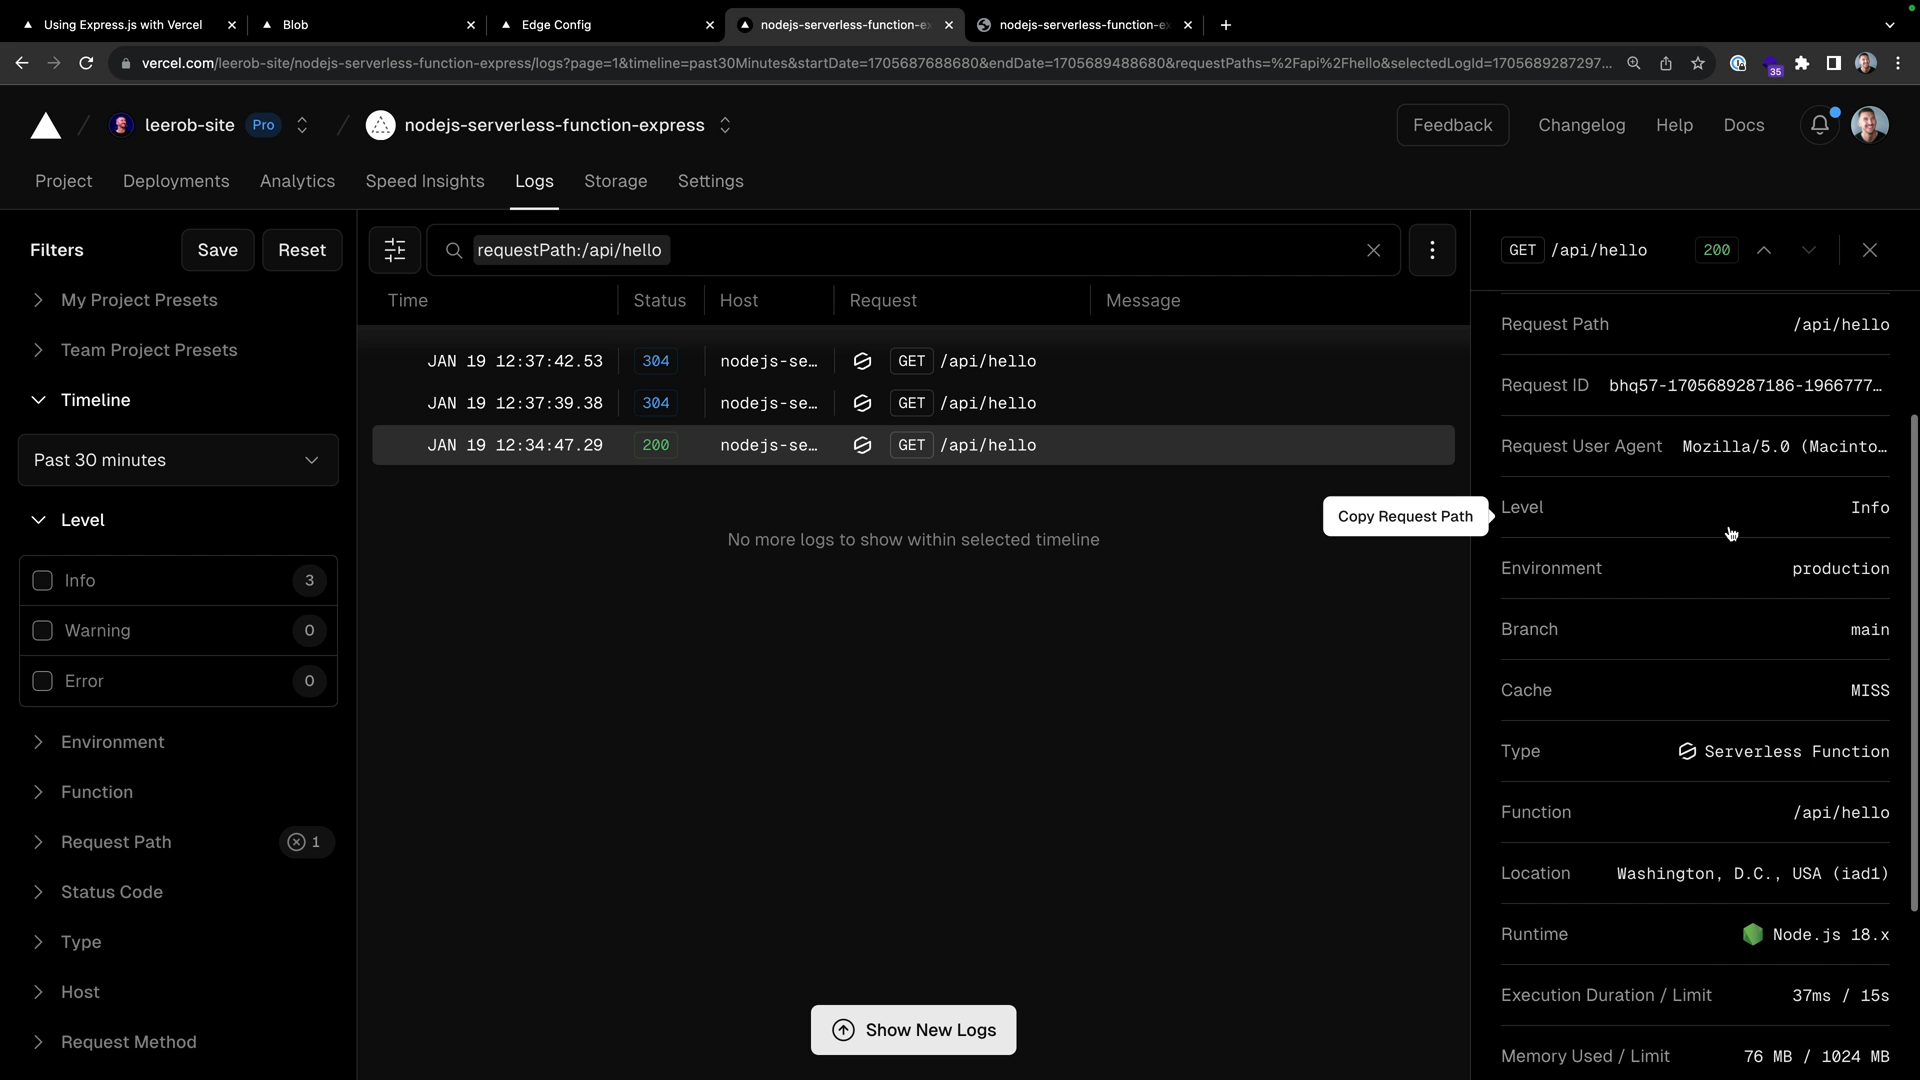 Using Express.js with Vercel
Blob
Edge Config
nodejs-serverless-function-e
nodejs-serverless-function-e
vercel.com/leerob-site/nodejs-serverless-function-express/logs?page=1&timeline=past30Minutes&startDate=1705687688680&endDate=1705689488680&requestPaths=%2Fapi%2Fhello&selectedLogId=1705689287297...
35
leerob-site Pro
nodejs-serverless-function-express
Feedback
Changelog
Help
Docs
Project
Deployments
Analytics
Speed Insights
Logs
Storage
Settings
Filters
Save
Reset
My Project Presets
Team Project Presets
Timeline
Past 30 minutes
Level
Info 3
Warning 0
Error 0
Environment
Function
Request Path 1
Status Code
Type
Host
Request Method
requestPath:/api/hello
Time Status Host Request Message
JAN 19 12:37:42.53 304 nodejs-se… GET /api/hello
JAN 19 12:37:39.38 304 nodejs-se… GET /api/hello
JAN 19 12:34:47.29 200 nodejs-se… GET /api/hello
No more logs to show within selected timeline
Show New Logs
GET /api/hello 200
Request Path /api/hello
Request ID bhq57-1705689287186-1966777…
Request User Agent Mozilla/5.0 (Macinto…
Copy Request Path
Level Info
Environment production
Branch main
Cache MISS
Type Serverless Function
Function /api/hello
Location Washington, D.C., USA (iad1)
Runtime Node.js 18.x
Execution Duration / Limit 37ms / 15s
Memory Used / Limit 76 MB / 1024 MB